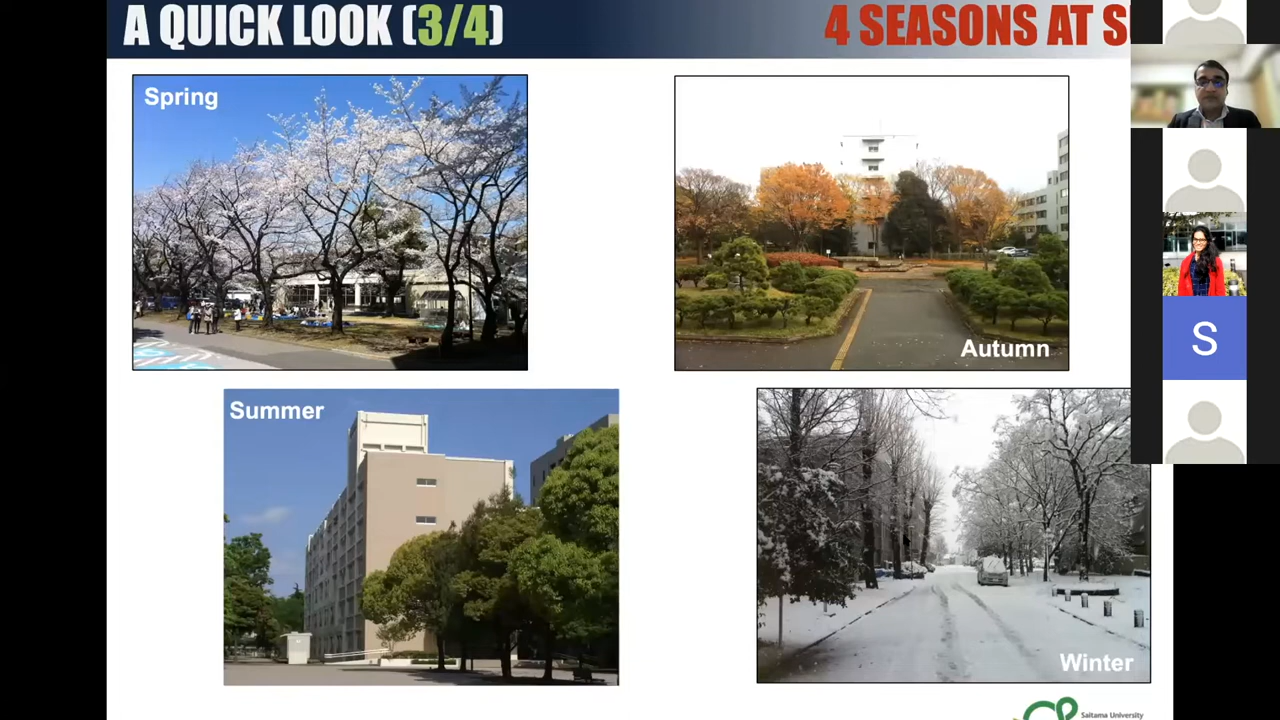 A QUICK LOOK (3/4)
4 SEASONS AT S
Spring
Autumn
Summer
Winter
S
Saitama University